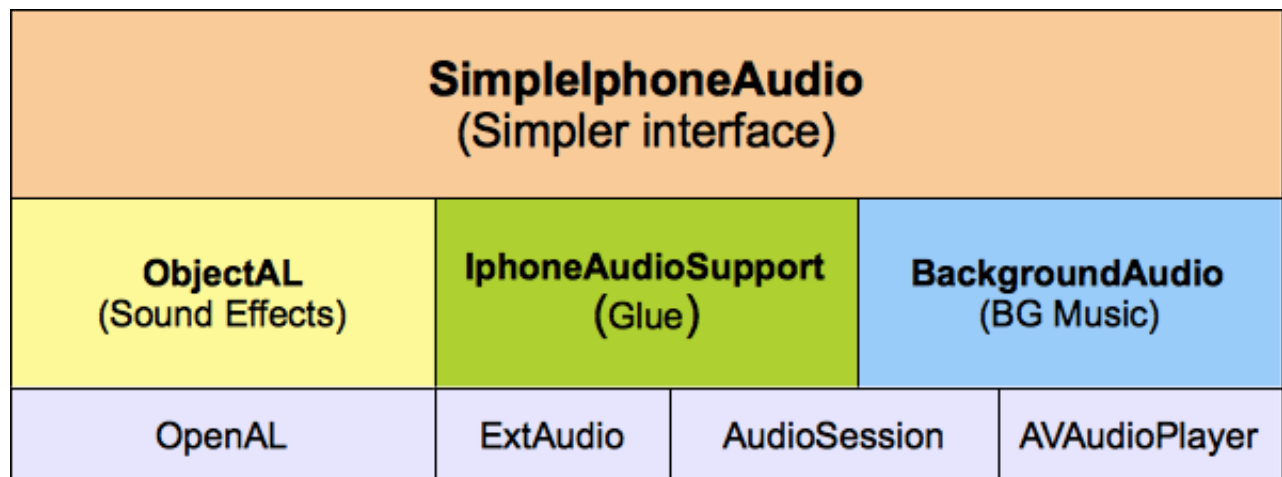 SimpleIphoneAudio
(Simpler interface)
ObjectAL
(Sound Effects)
IphoneAudioSupport
(Glue)
BackgroundAudio
(BG Music)
OpenAL
ExtAudio
AudioSession
AVAudioPlayer